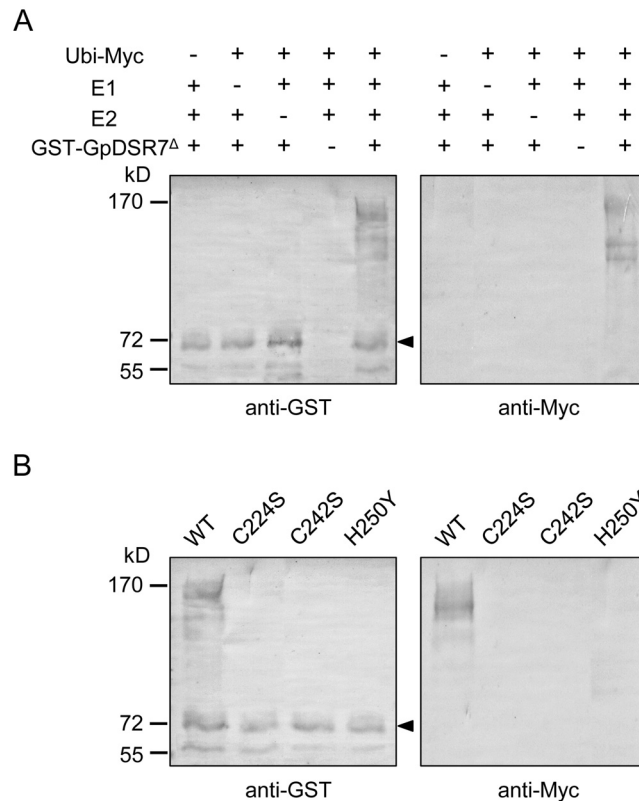 A
Ubi-Myc - + + + + - + + + +
E1 + - + + + + - + + +
E2 + + - + + + + - + +
GST-GpDSR7Δ + + + - + + + + - +
kD
170
72
55
anti-GST anti-Myc
B
WT C224S C242S H250Y WT C224S C242S H250Y
kD
170
72
55
anti-GST anti-Myc